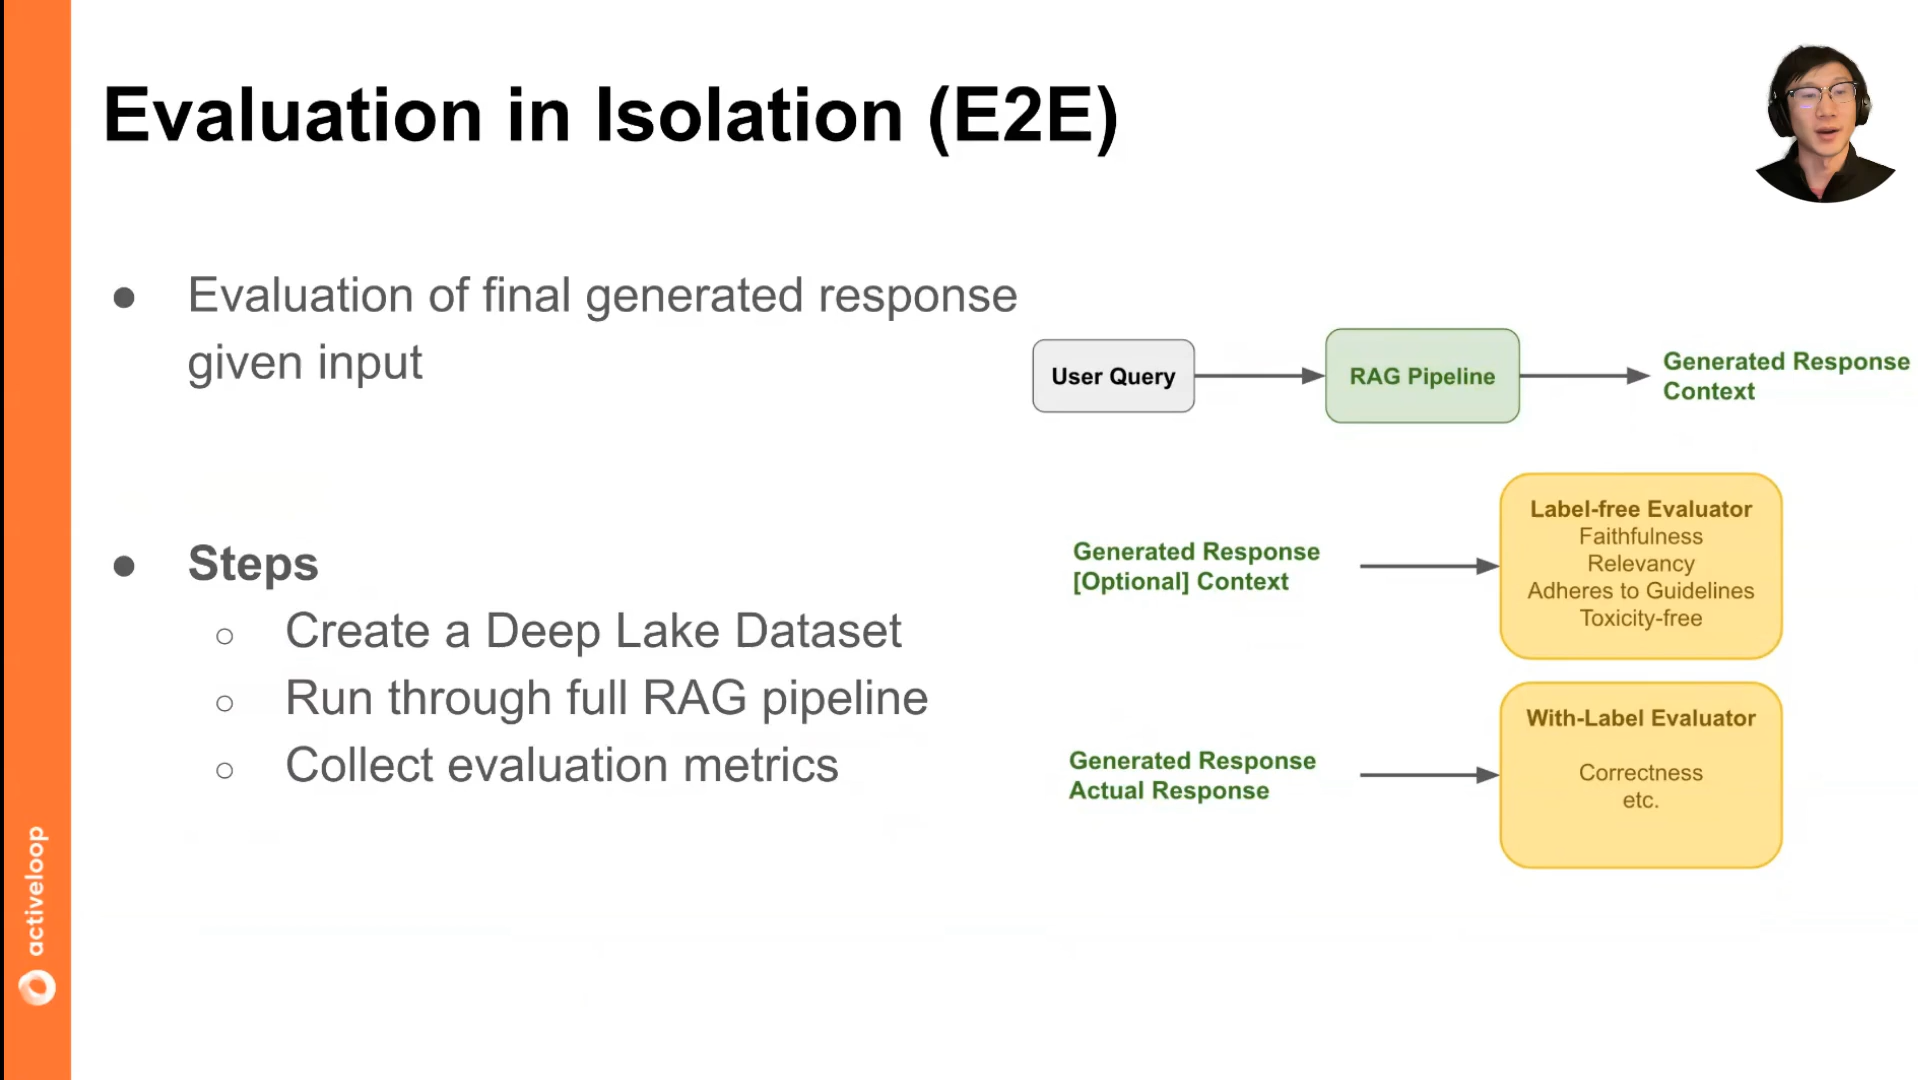 Evaluation in Isolation (E2E)
● Evaluation of final generated response
given input
● Steps
○ Create a Deep Lake Dataset
○ Run through full RAG pipeline
○ Collect evaluation metrics
User Query
RAG Pipeline
Generated Response
Context
Generated Response
[Optional] Context
Label-free Evaluator
Faithfulness
Relevancy
Adheres to Guidelines
Toxicity-free
Generated Response
Actual Response
With-Label Evaluator
Correctness
etc.
activeloop